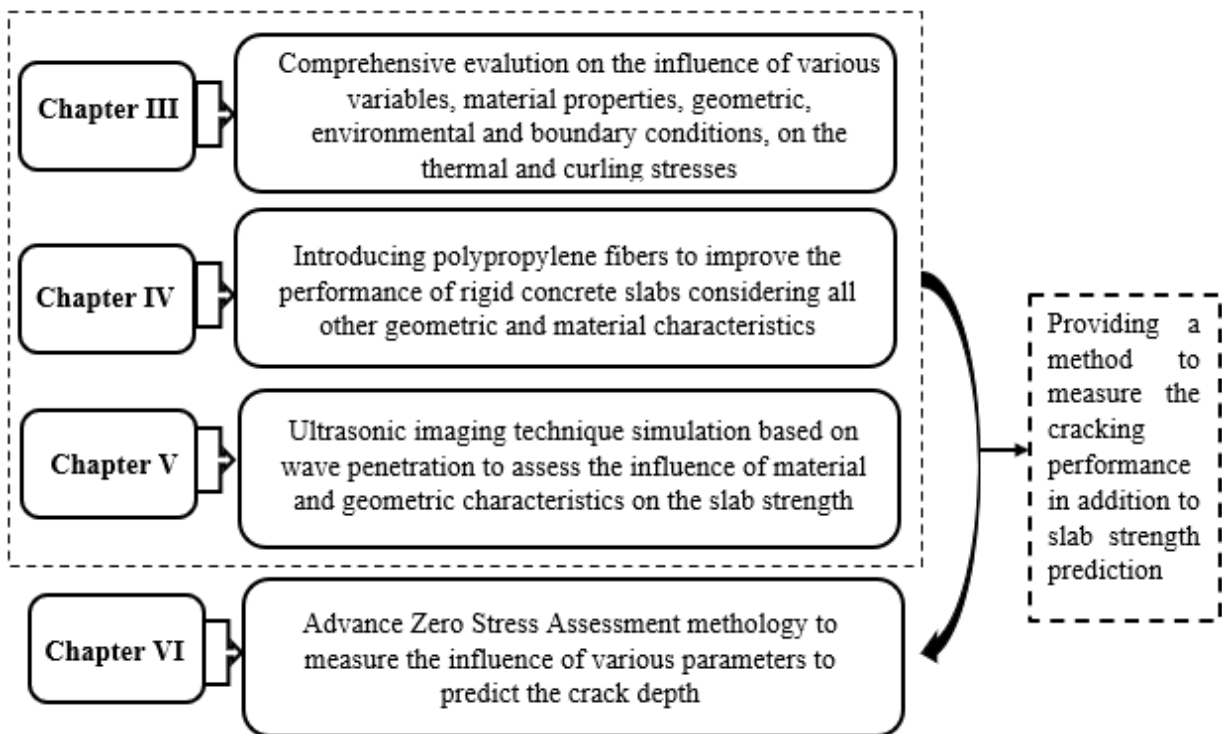 Chapter III
Comprehensive evalution on the influence of various
variables, material properties, geometric,
environmental and boundary conditions, on the
thermal and curling stresses
Chapter IV
Introducing polypropylene fibers to improve the
performance of rigid concrete slabs considering all
other geometric and material characteristics
Chapter V
Ultrasonic imaging technique simulation based on
wave penetration to assess the influence of material
and geometric characteristics on the slab strength
Chapter VI
Advance Zero Stress Assessment methology to
measure the influence of various parameters to
predict the crack depth
Providing a
method to
measure the
cracking
performance
in addition to
slab strength
prediction